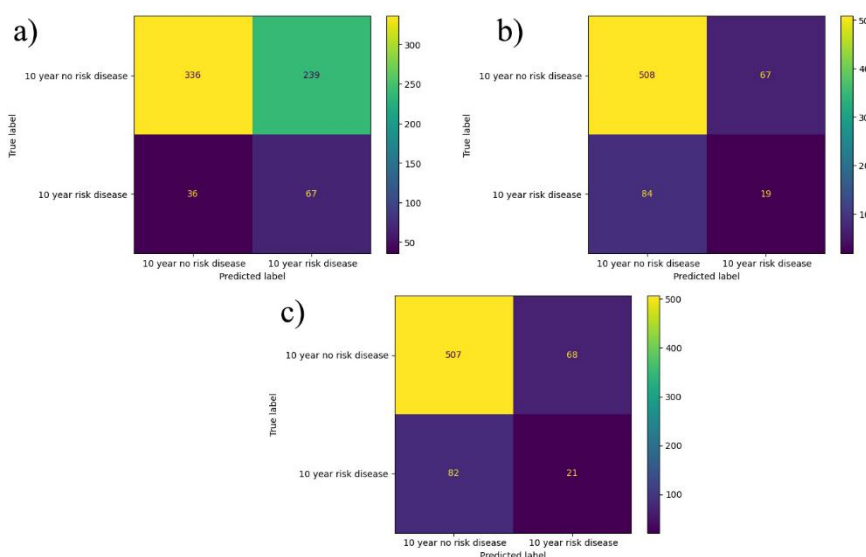 a)
10 year no risk disease
336
239
10 year risk disease
36
67
True label
10 year no risk disease
10 year risk disease
Predicted label
300
250
200
150
100
50
b)
10 year no risk disease
508
67
10 year risk disease
84
19
True label
10 year no risk disease
10 year risk disease
Predicted label
c)
10 year no risk disease
507
68
10 year risk disease
82
21
True label
10 year no risk disease
10 year risk disease
Predicted label
500
400
300
200
100